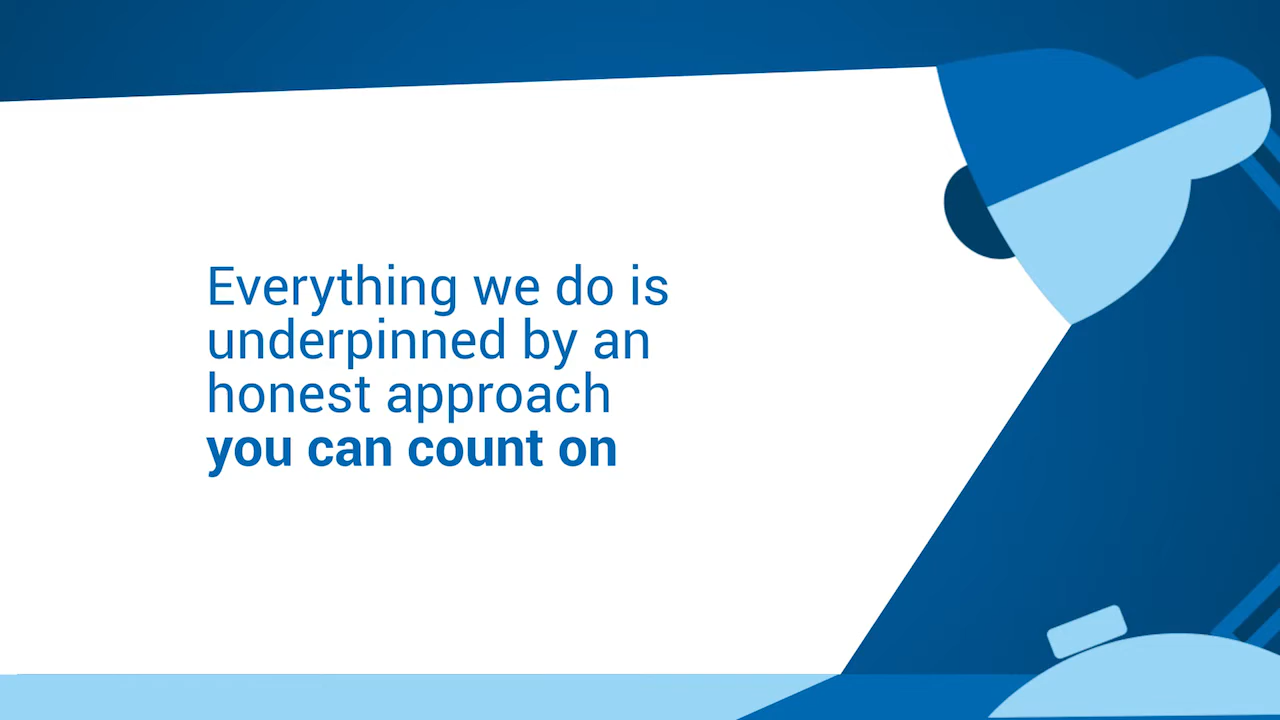 Everything we do is
underpinned by an
honest approach
you can count on